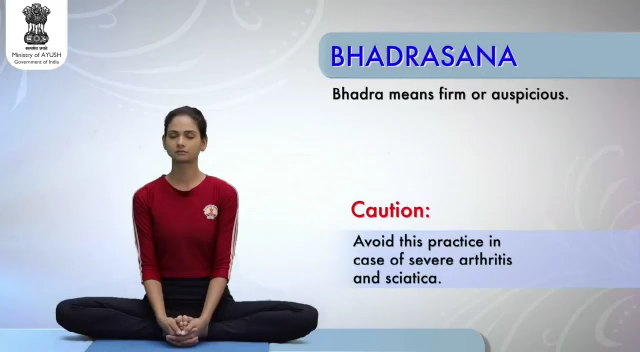 Ministry of AYUSH
Government of India
BHADRASANA
Bhadra means firm or auspicious.
Caution:
Avoid this practice in
case of severe arthritis
and sciatica.